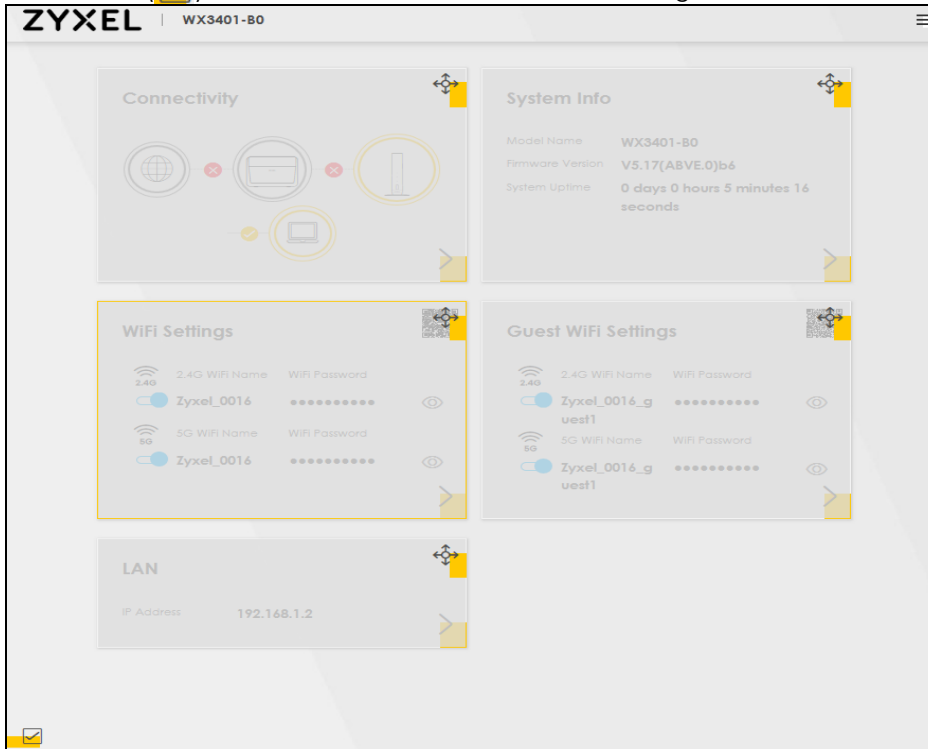 ZYXEL | WX3401-B0
Connectivity
System Info
Model Name WX3401-B0
Firmware Version V5.17(ABVE.0)b6
System Uptime 0 days 0 hours 5 minutes 16
seconds
WiFi Settings
2.4G 2.4G WiFi Name WiFi Password
Zyxel_0016 ••••••••••
5G 5G WiFi Name WiFi Password
Zyxel_0016 ••••••••••
Guest WiFi Settings
2.4G 2.4G WiFi Name WiFi Password
Zyxel_0016_g ••••••••••
uest1
5G 5G WiFi Name WiFi Password
Zyxel_0016_g ••••••••••
uest1
LAN
IP Address 192.168.1.2